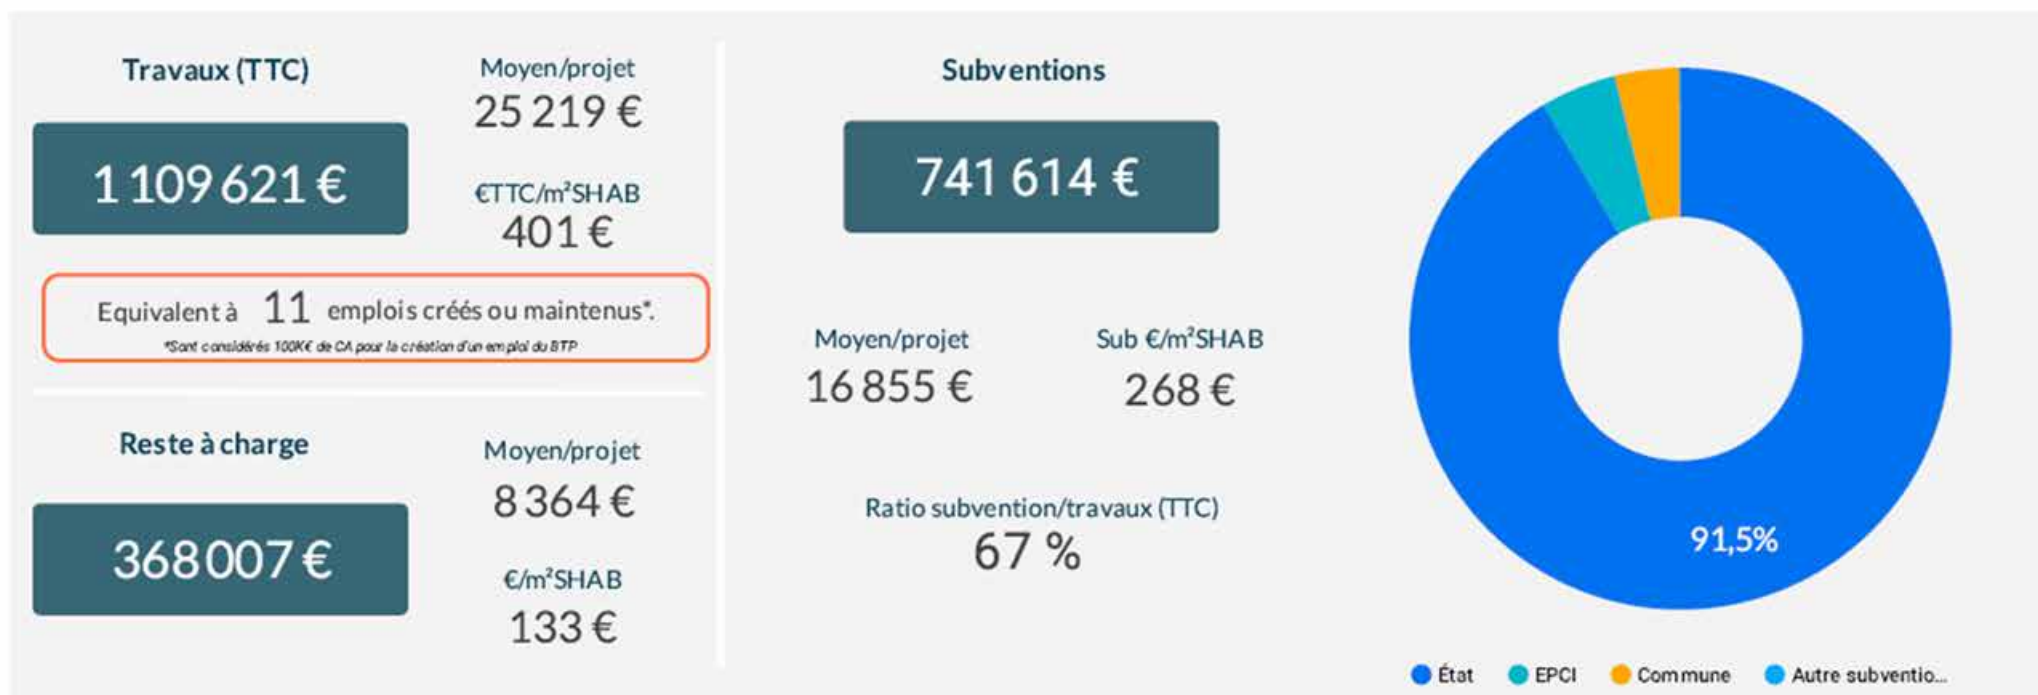 Travaux (TTC)
1 109 621 €
Moyen/projet
25 219 €
€TTC/m²SHAB
401 €
Equivalent à 11 emplois créés ou maintenus*.
*Sont considérés 100K€ de CA pour la création d'un emploi du BTP
Reste à charge
368 007 €
Moyen/projet
8 364 €
€/m²SHAB
133 €
Subventions
741 614 €
Moyen/projet
16 855 €
Sub €/m²SHAB
268 €
Ratio subvention/travaux (TTC)
67 %
91,5%
État
EPCI
Commune
Autre subventio...